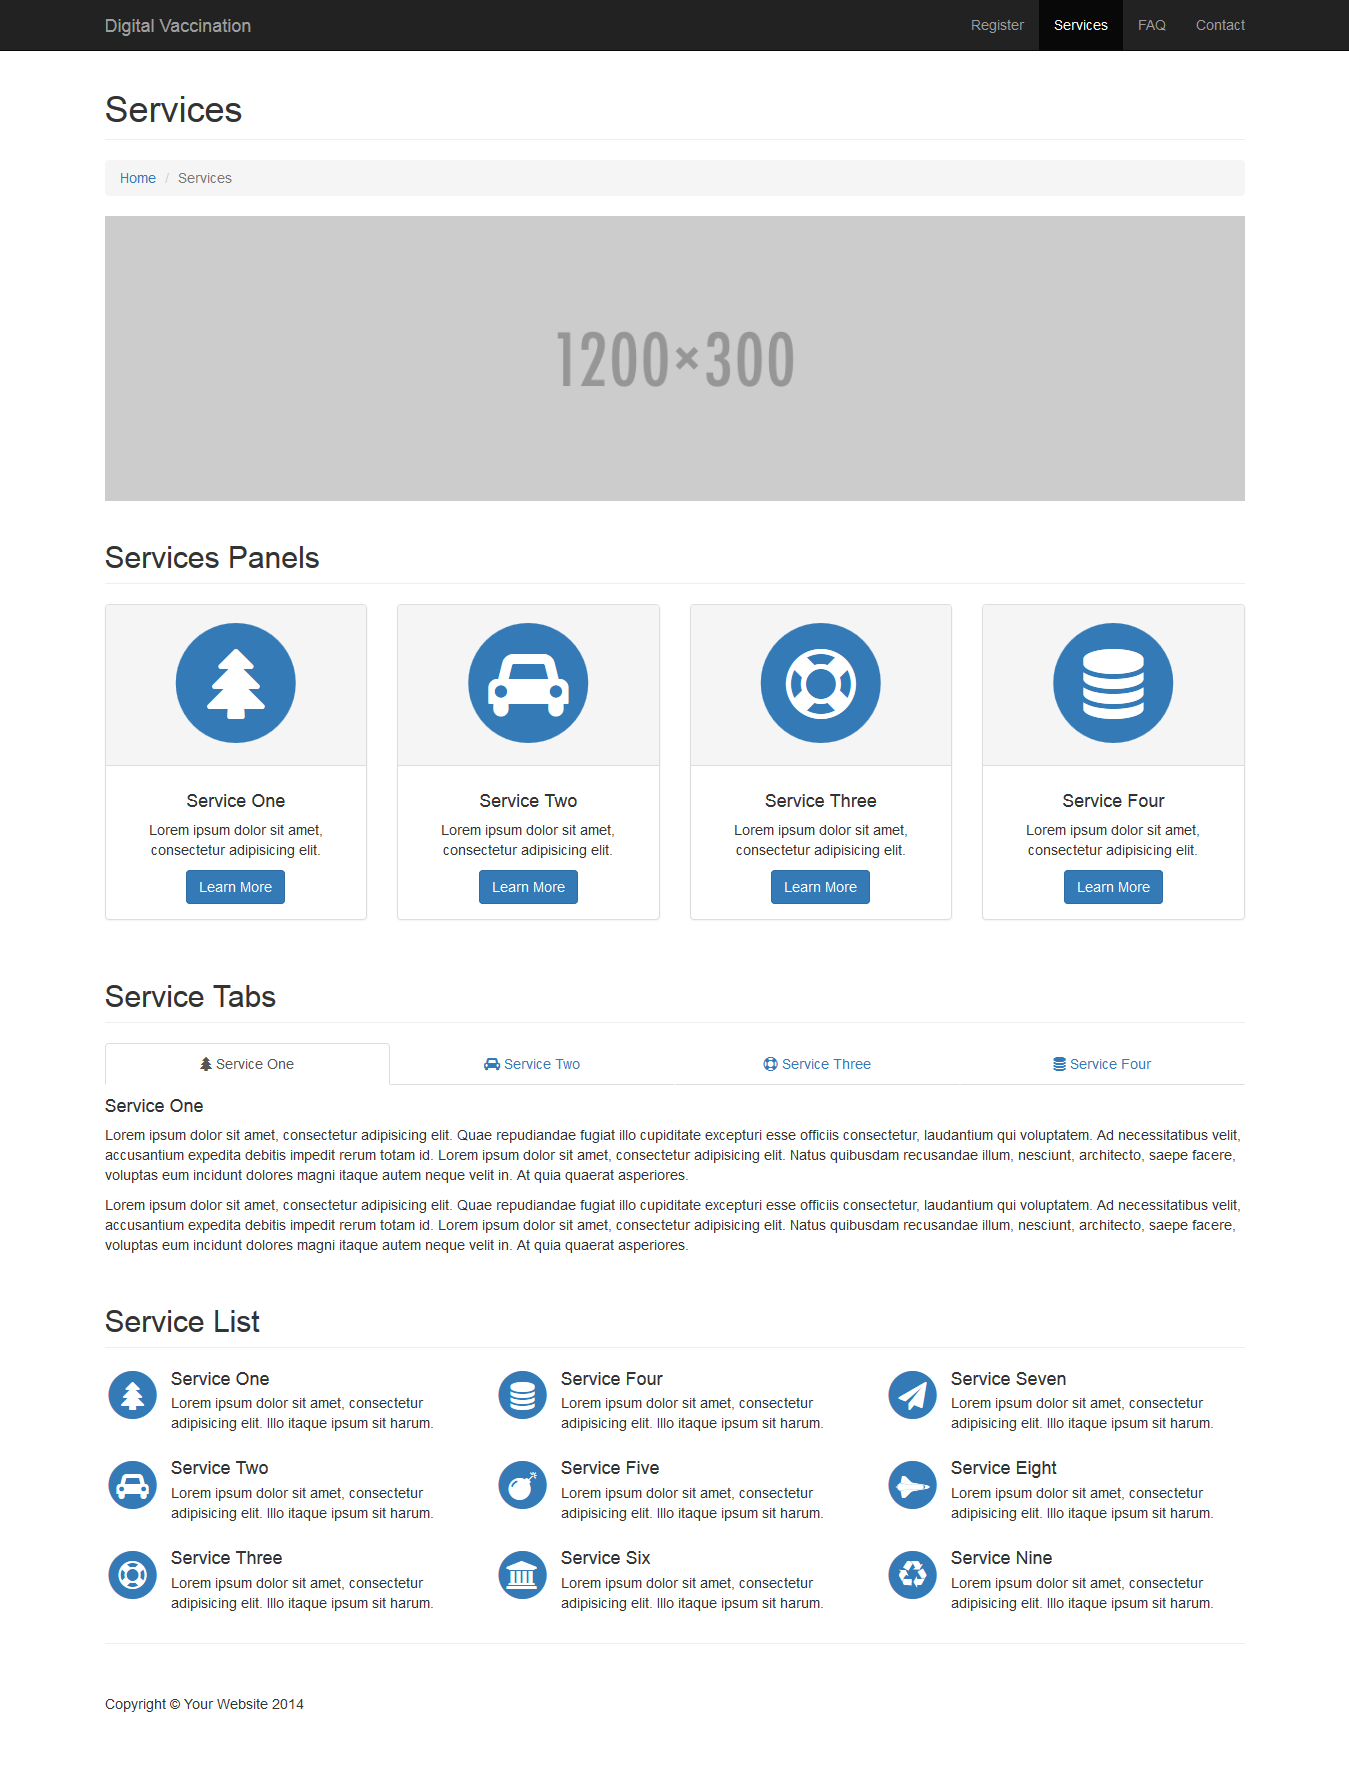 Digital Vaccination
Register Services FAQ Contact
Services
Home / Services
1200×300
Services Panels
Service One
Lorem ipsum dolor sit amet,
consectetur adipisicing elit.
Learn More
Service Two
Lorem ipsum dolor sit amet,
consectetur adipisicing elit.
Learn More
Service Three
Lorem ipsum dolor sit amet,
consectetur adipisicing elit.
Learn More
Service Four
Lorem ipsum dolor sit amet,
consectetur adipisicing elit.
Learn More
Service Tabs
Service One Service Two Service Three Service Four
Service One
Lorem ipsum dolor sit amet, consectetur adipisicing elit. Quae repudiandae fugiat illo cupiditate excepturi esse officiis consectetur, laudantium qui voluptatem. Ad necessitatibus velit,
accusantium expedita debitis impedit rerum totam id. Lorem ipsum dolor sit amet, consectetur adipisicing elit. Natus quibusdam recusandae illum, nesciunt, architecto, saepe facere,
voluptas eum incidunt dolores magni itaque autem neque velit in. At quia quaerat asperiores.
Lorem ipsum dolor sit amet, consectetur adipisicing elit. Quae repudiandae fugiat illo cupiditate excepturi esse officiis consectetur, laudantium qui voluptatem. Ad necessitatibus velit,
accusantium expedita debitis impedit rerum totam id. Lorem ipsum dolor sit amet, consectetur adipisicing elit. Natus quibusdam recusandae illum, nesciunt, architecto, saepe facere,
voluptas eum incidunt dolores magni itaque autem neque velit in. At quia quaerat asperiores.
Service List
Service One
Lorem ipsum dolor sit amet, consectetur
adipisicing elit. Illo itaque ipsum sit harum.
Service Two
Lorem ipsum dolor sit amet, consectetur
adipisicing elit. Illo itaque ipsum sit harum.
Service Three
Lorem ipsum dolor sit amet, consectetur
adipisicing elit. Illo itaque ipsum sit harum.
Service Four
Lorem ipsum dolor sit amet, consectetur
adipisicing elit. Illo itaque ipsum sit harum.
Service Five
Lorem ipsum dolor sit amet, consectetur
adipisicing elit. Illo itaque ipsum sit harum.
Service Six
Lorem ipsum dolor sit amet, consectetur
adipisicing elit. Illo itaque ipsum sit harum.
Service Seven
Lorem ipsum dolor sit amet, consectetur
adipisicing elit. Illo itaque ipsum sit harum.
Service Eight
Lorem ipsum dolor sit amet, consectetur
adipisicing elit. Illo itaque ipsum sit harum.
Service Nine
Lorem ipsum dolor sit amet, consectetur
adipisicing elit. Illo itaque ipsum sit harum.
Copyright © Your Website 2014